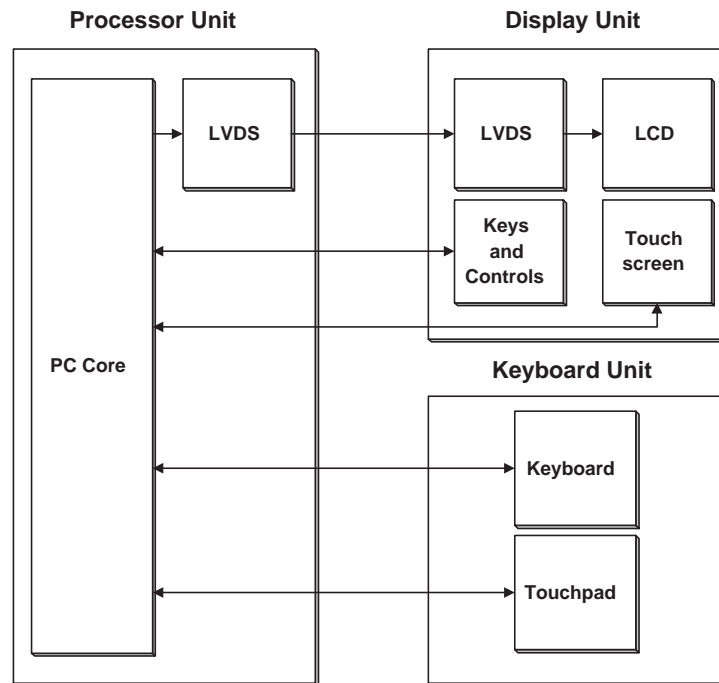 Processor Unit
Display Unit
LVDS
LVDS
LCD
Keys
and
Controls
Touch
screen
PC Core
Keyboard Unit
Keyboard
Touchpad